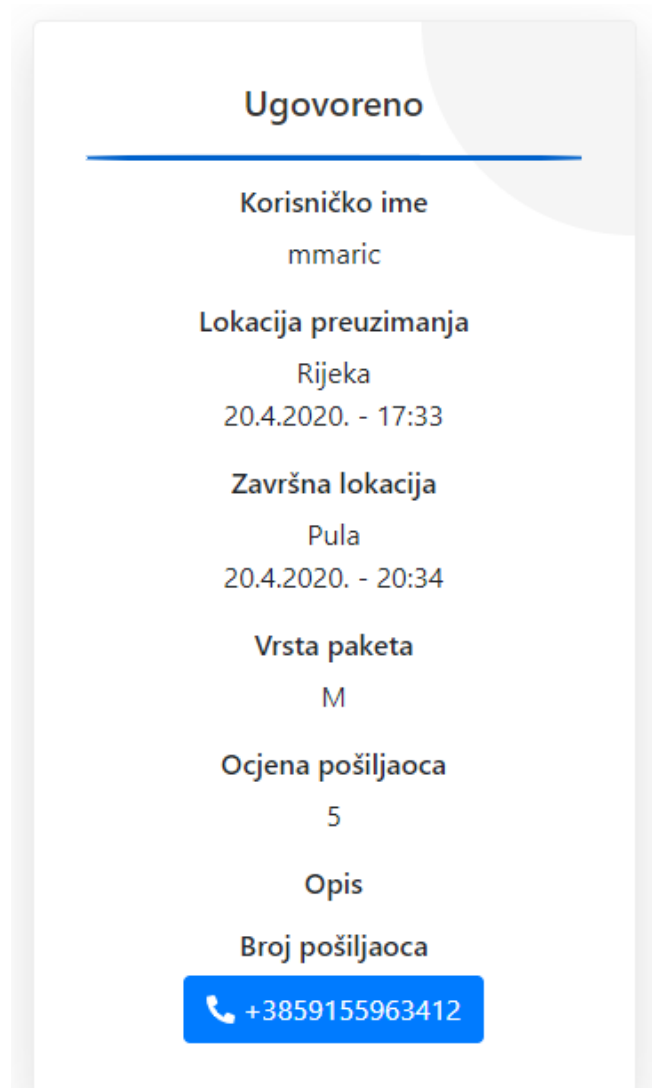 Ugovoreno
Korisničko ime
mmaric
Lokacija preuzimanja
Rijeka
20.4.2020. - 17:33
Završna lokacija
Pula
20.4.2020. - 20:34
Vrsta paketa
M
Ocjena pošiljaoca
5
Opis
Broj pošiljaoca
+3859155963412